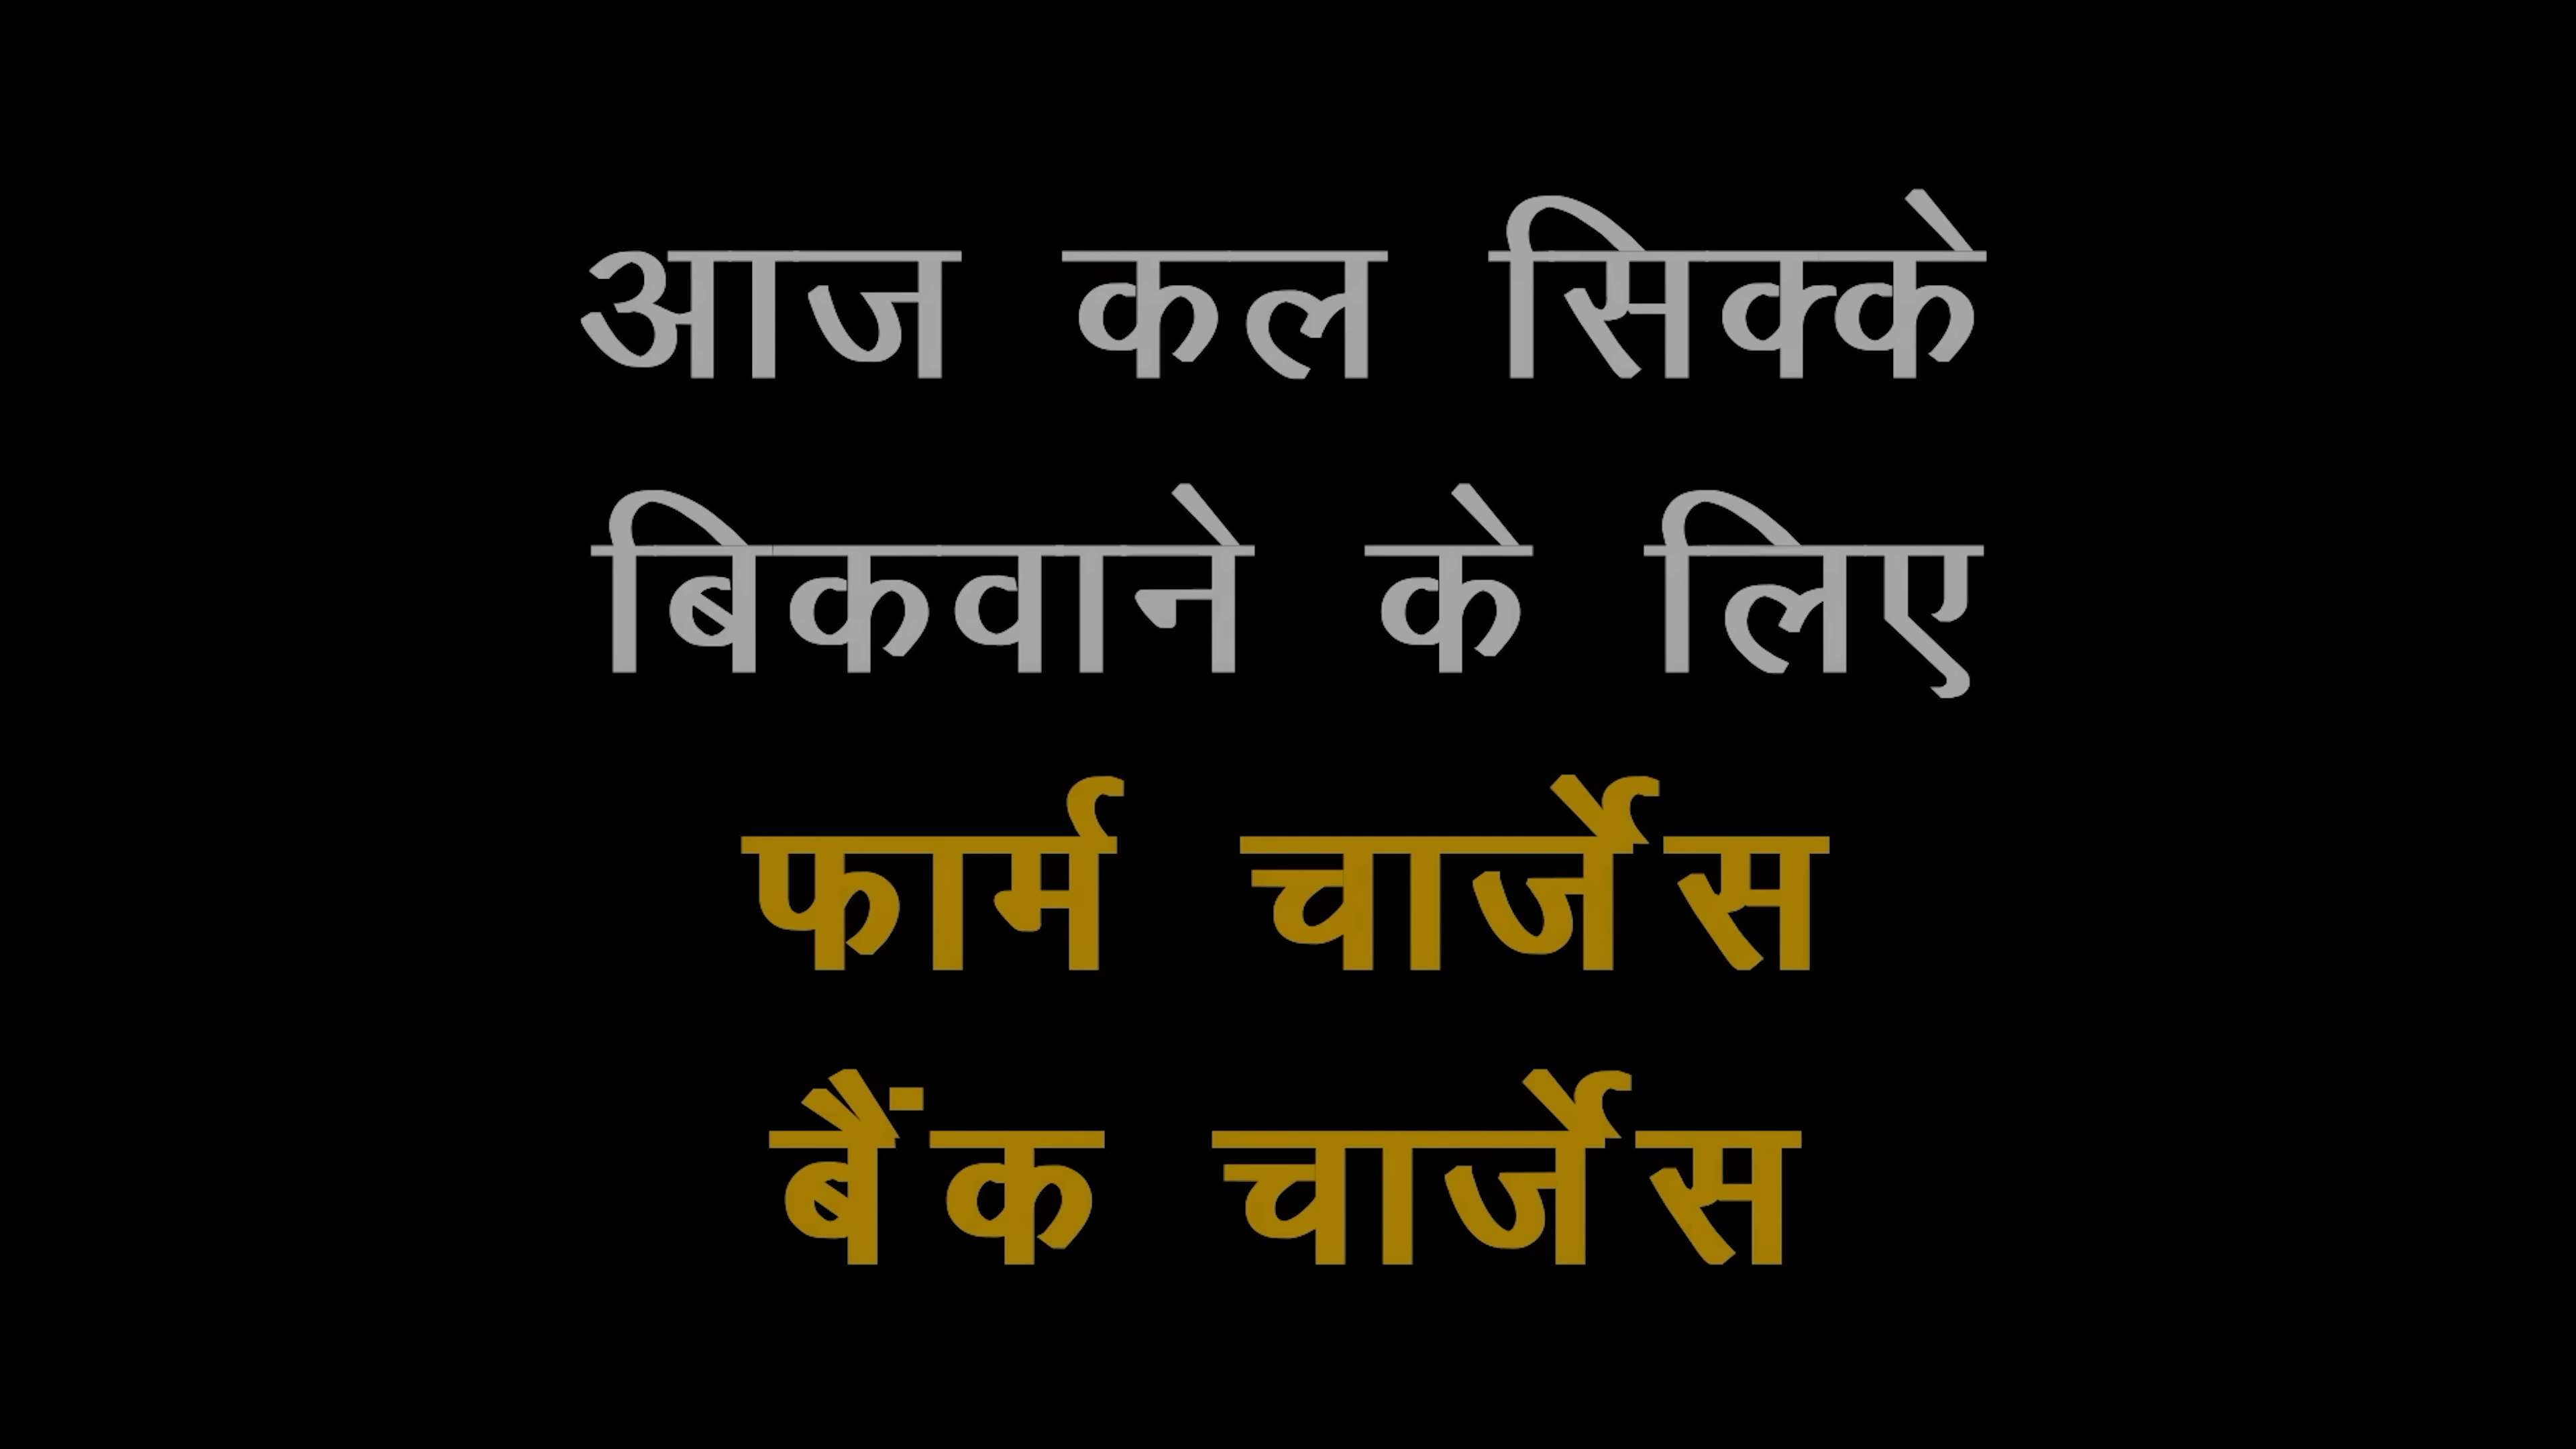 आज कल सिक्के
बिकवाने के लिए
फार्म चार्जेस
बैंक चार्जेस